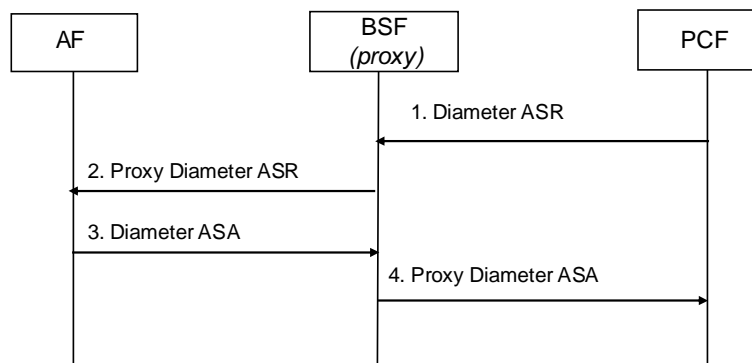 AF
BSF
(proxy)
PCF
1. Diameter ASR
2. Proxy Diameter ASR
3. Diameter ASA
4. Proxy Diameter ASA